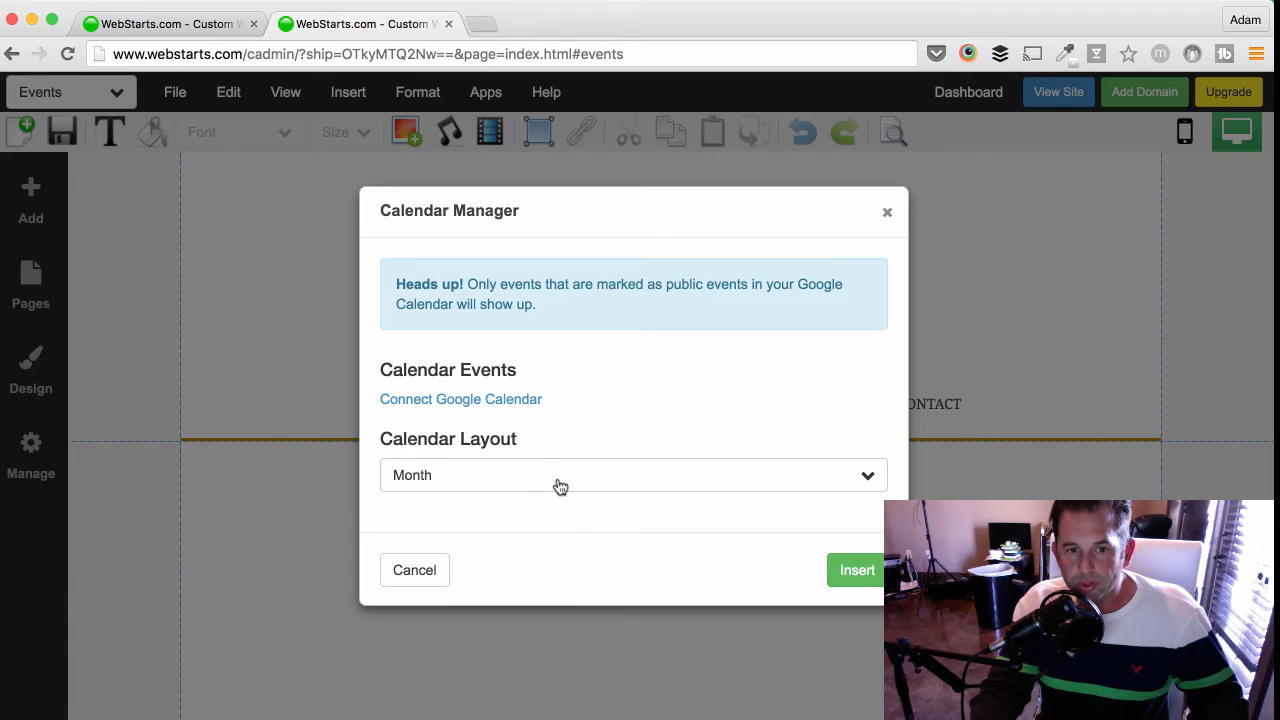 WebStarts.com - Custom W
WebStarts.com - Custom W
Adam
www.webstarts.com/cadmin/?ship=OTkyMTQ2Nw==&page=index.html#events
Events File Edit View Insert Format Apps Help Dashboard View Site Add Domain Upgrade
Font Size
Add
Pages
Design
Manage
Calendar Manager
Heads up! Only events that are marked as public events in your Google
Calendar will show up.
Calendar Events
Connect Google Calendar
Calendar Layout
Month
Cancel
Insert
ONTACT